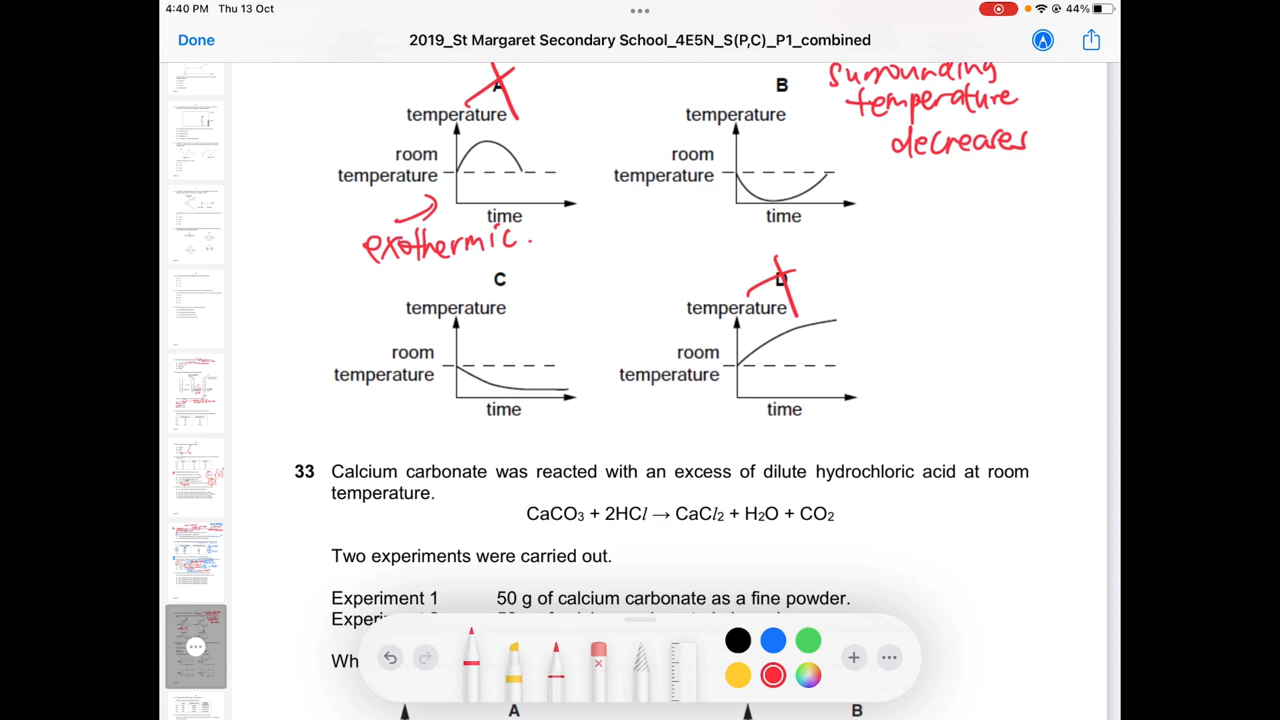 4:40 PM Thu 13 Oct
44%
Done
2019_St Margaret Secondary School_4E5N_S(P,C)_P1_combined
surrounding
temperature
decreases
B
temperature
temperature
room
temperature
room
temperature
time
time
exothermic.
C
D
temperature
temperature
room
temperature
room
temperature
time
time
33 Calcium carbonate was reacted with an excess of dilute hydrochloric acid at room
temperature.
CaCO₃ + 2HCl → CaCl₂ + H₂O + CO₂
Two experiments were carried out.
Experiment 1 50 g of calcium carbonate as a fine powder.
Wh
A
B